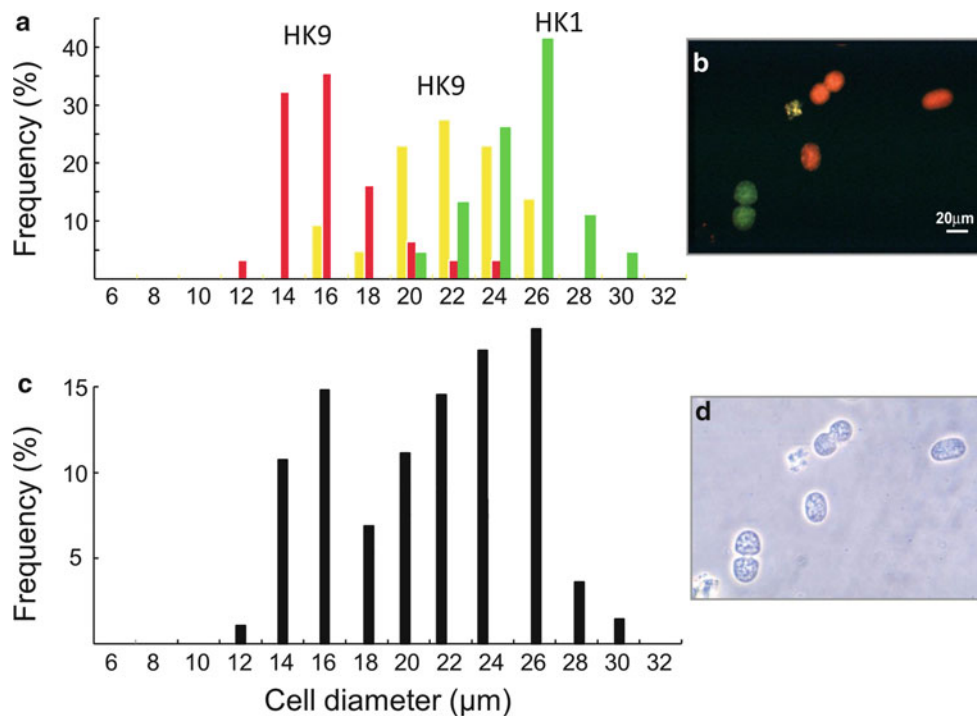 a
HK9
HK9
HK1
Frequency (%)
40
30
20
10
6 8 10 12 14 16 18 20 22 24 26 28 30 32
b
20μm
c
Frequency (%)
15
10
5
6 8 10 12 14 16 18 20 22 24 26 28 30 32
Cell diameter (μm)
d